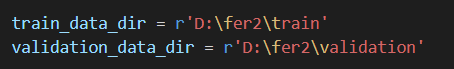 train_data_dir = r'D:\fer2\train'
validation_data_dir = r'D:\fer2\validation'